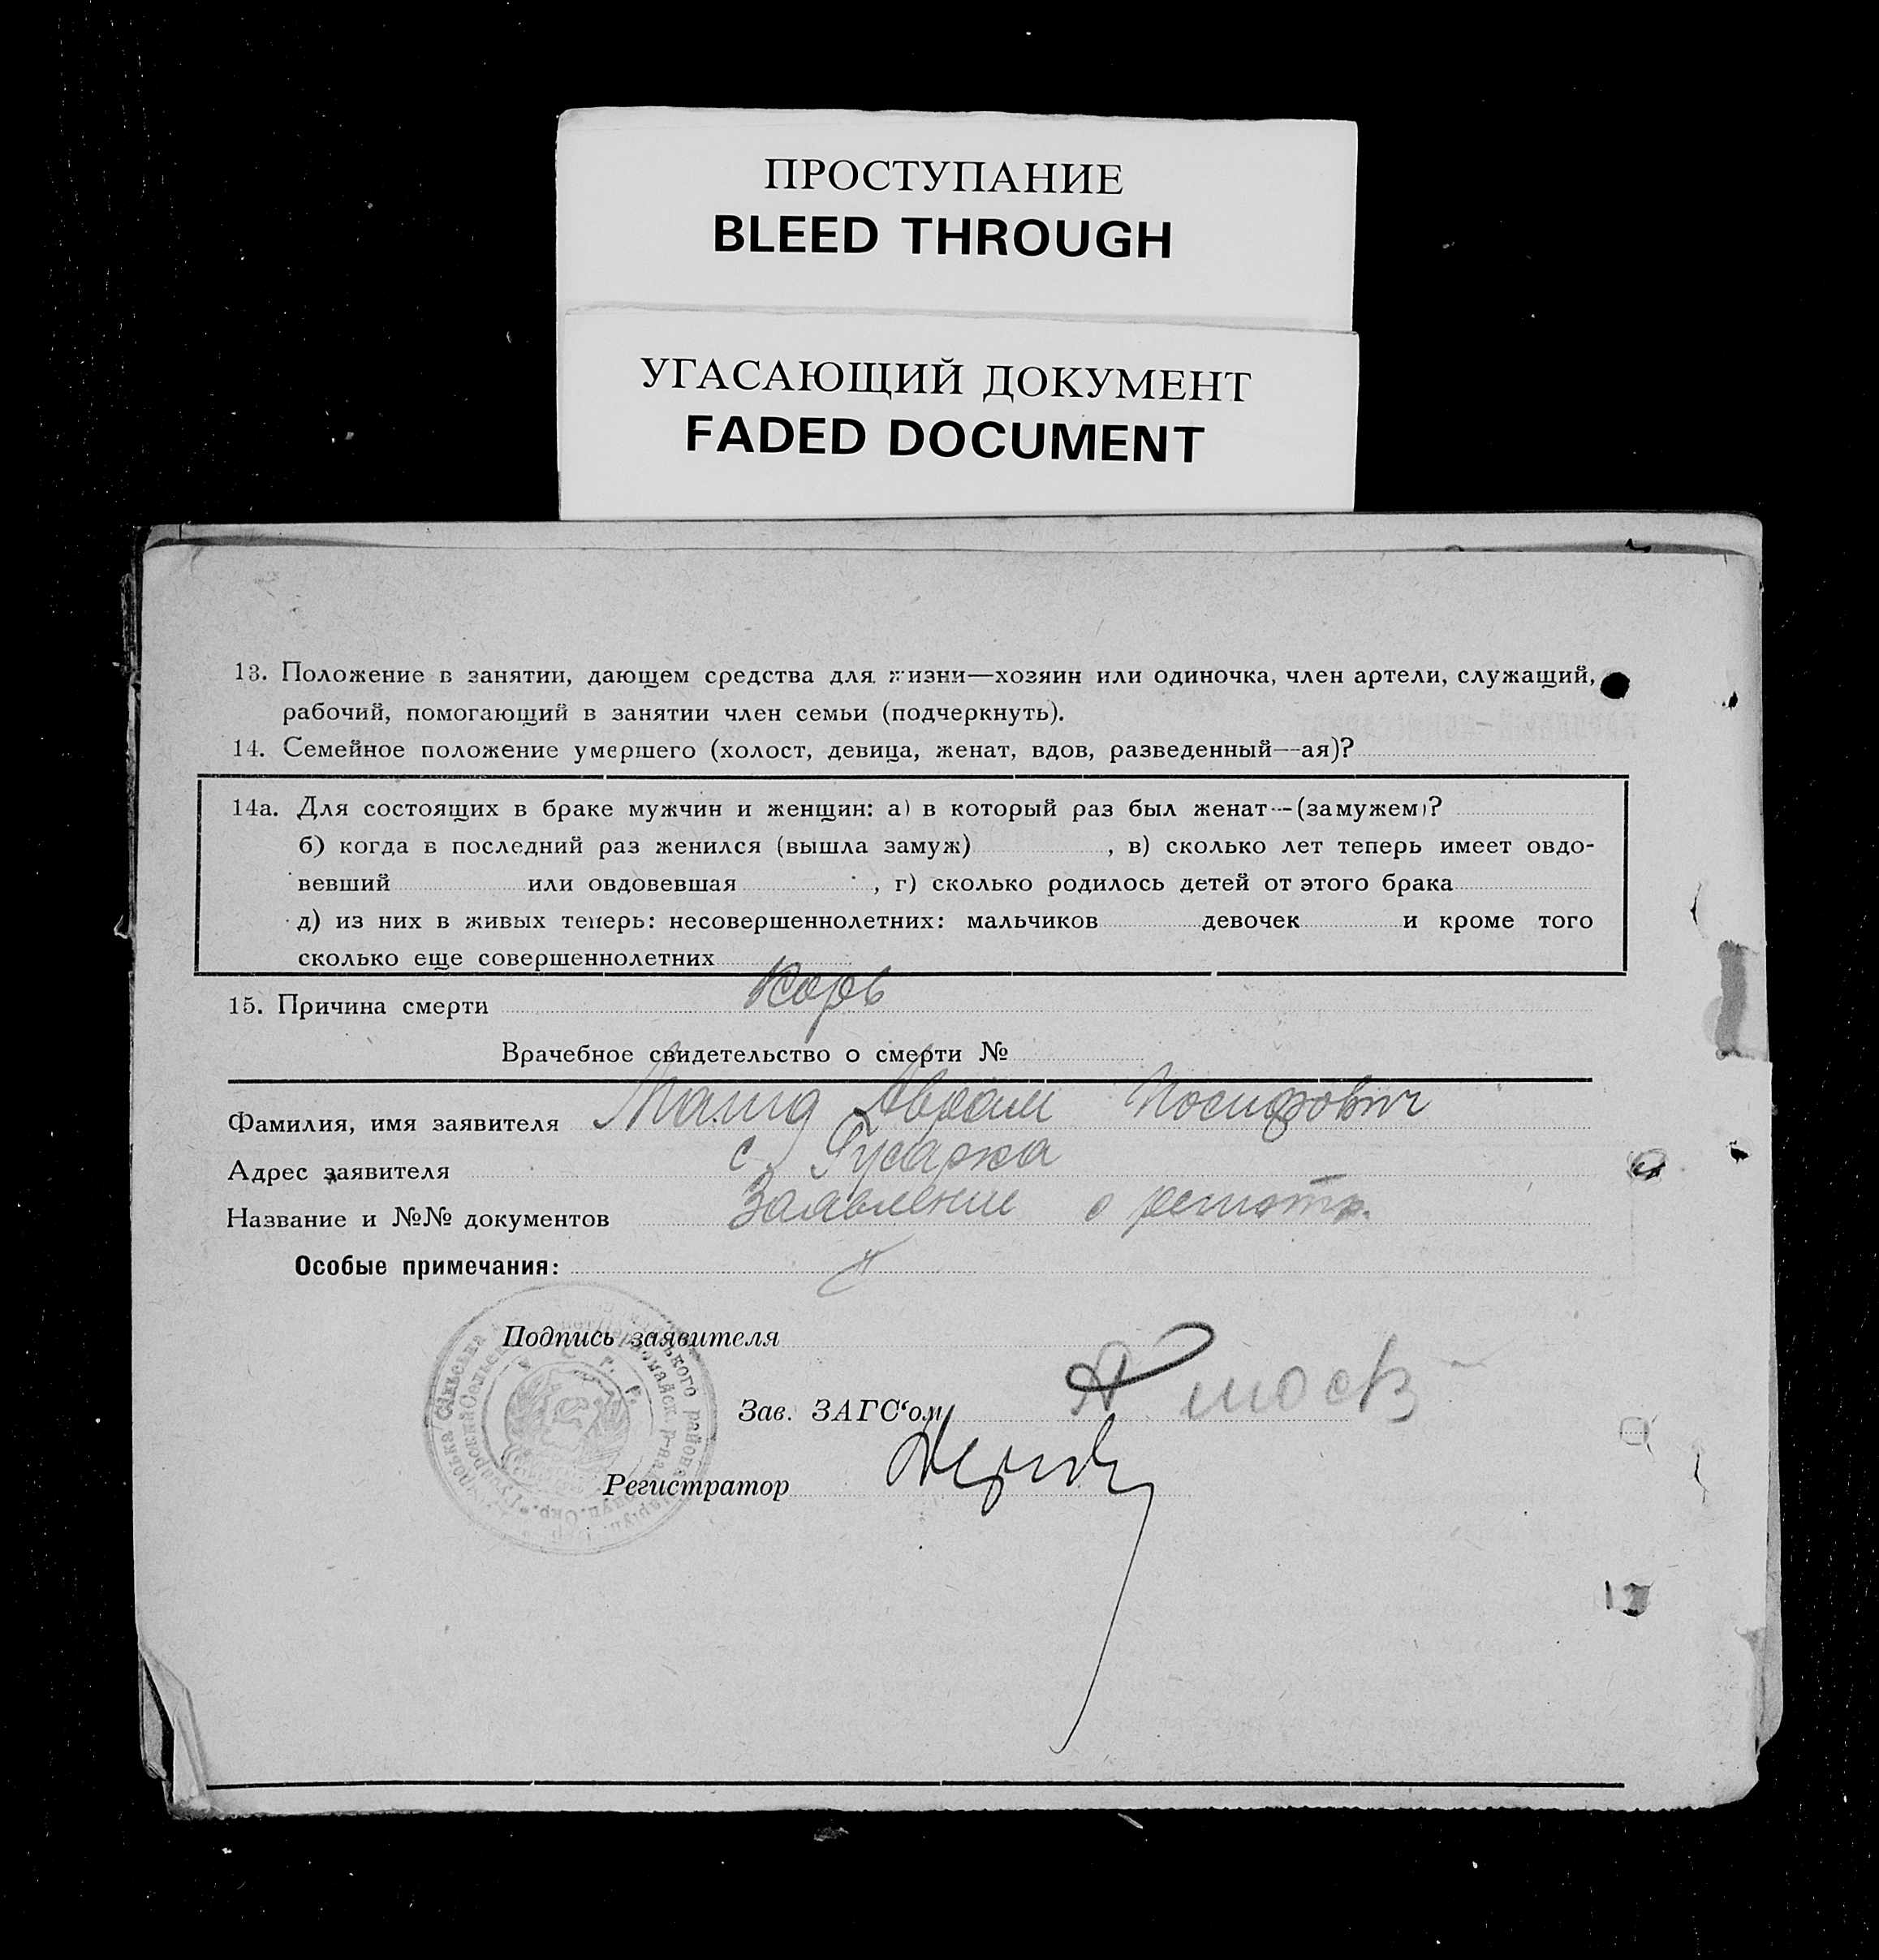 ПРОСТУПАНИЕ
BLEED THROUGH
УГАСАЮЩИЙ ДОКУМЕНТ
FADED DOCUMENT
13. Положение в занятии, дающем средства для жизни—хозяин или одиночка, член артели, служащий,
рабочий, помогающий в занятии член семьи (подчеркнуть).
14. Семейное положение умершего (холост, девица, женат, вдов, разведенный—ая)?
14а. Для состоящих в браке мужчин и женщин: а) в который раз был женат--(замужем)?
б) когда в последний раз женился (вышла замуж) , в) сколько лет теперь имеет овдо-
вевший или овдовевшая , г) сколько родилось детей от этого брака
д) из них в живых теперь: несовершеннолетних: мальчиков девочек и кроме того
сколько еще совершеннолетних
15. Причина смерти Корь
Врачебное свидетельство о смерти №
Фамилия, имя заявителя Аврам Иосифович
Адрес заявителя с. Гусарка
Название и №№ документов Заявление о
Особые примечания:
Подпись заявителя
Зав. ЗАГС‘ом
Регистратор